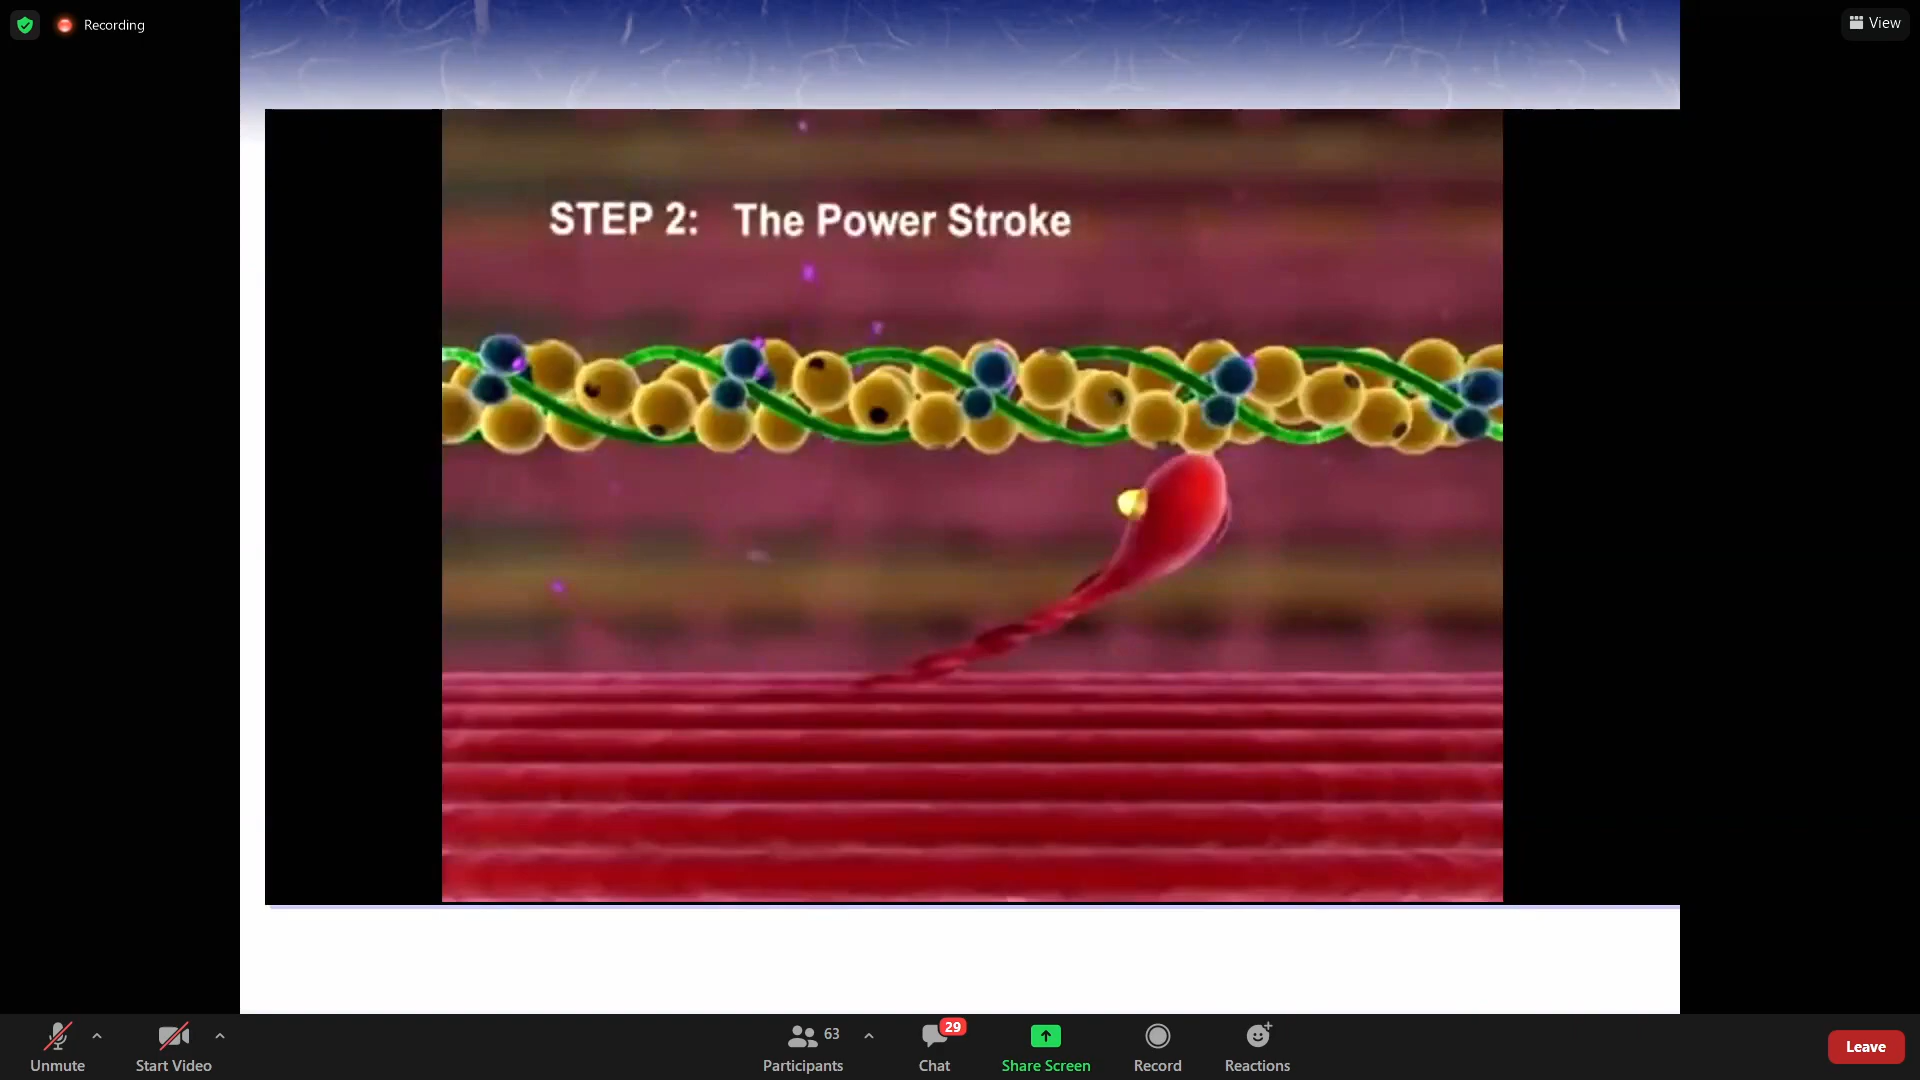 Recording
View
STEP 2: The Power Stroke
Unmute
Start Video
63
Participants
29
Chat
Share Screen
Record
Reactions
Leave